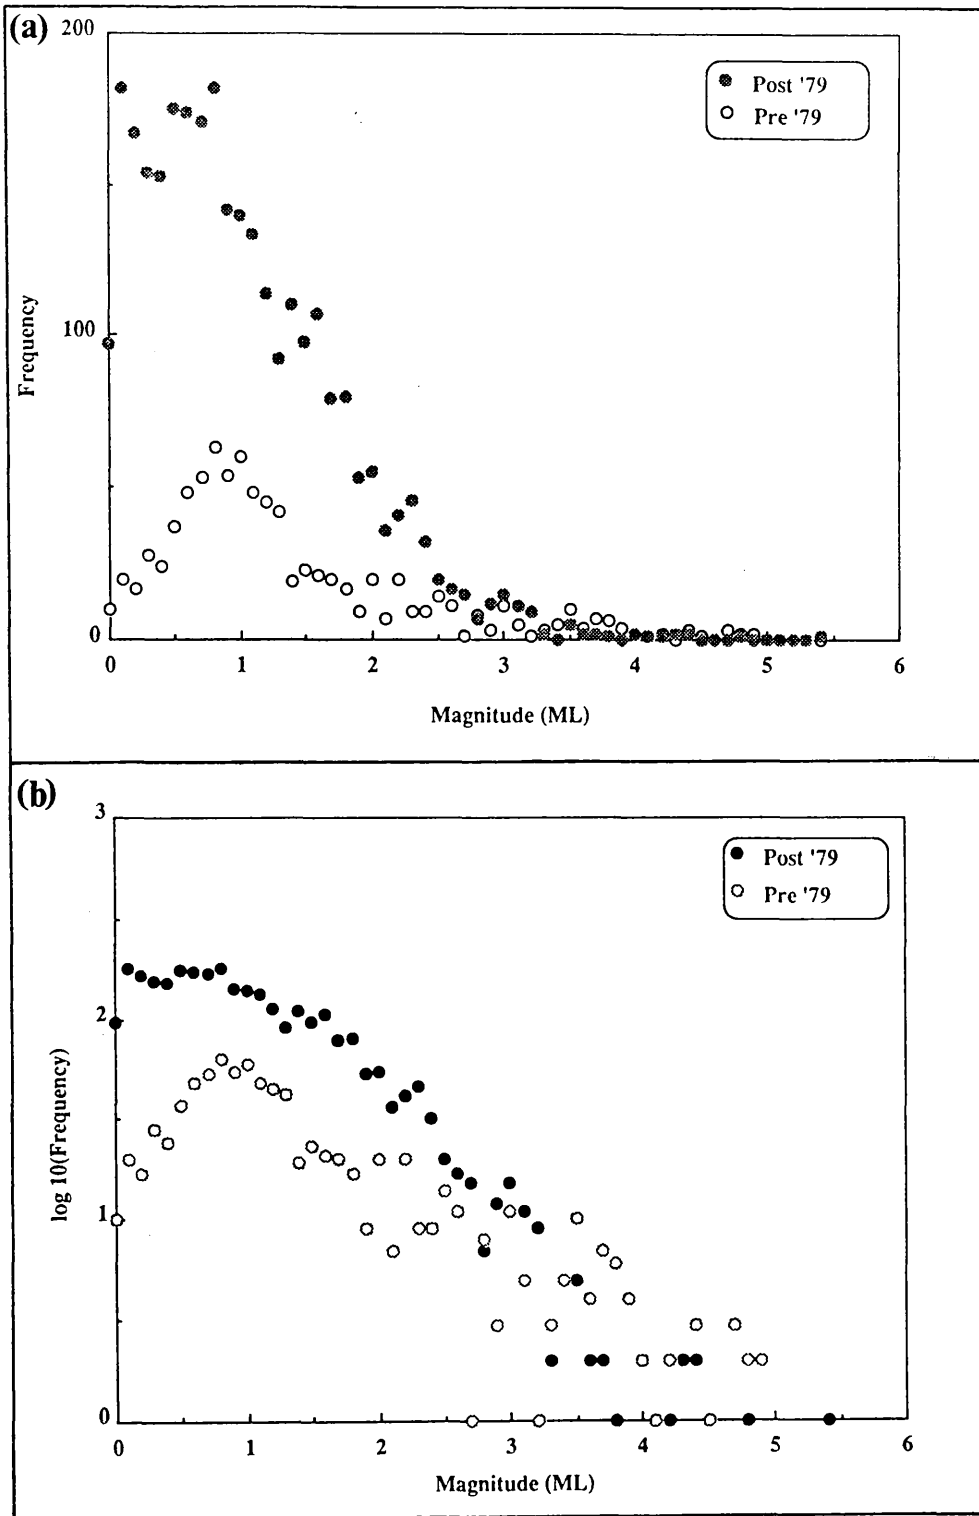 (a)
200
Post '79
Pre '79
100
Frequency
0
0 1 2 3 4 5 6
Magnitude (ML)
(b)
3
Post '79
Pre '79
2
log 10(Frequency)
1
0
0 1 2 3 4 5 6
Magnitude (ML)